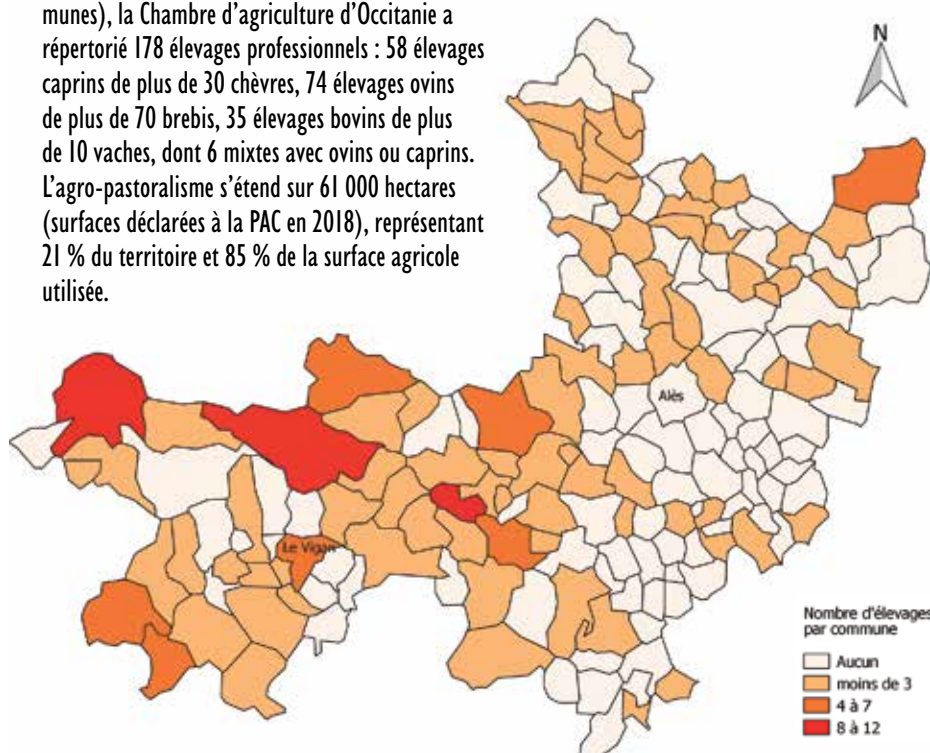 munes), la Chambre d’agriculture d’Occitanie a
répertorié 178 élevages professionnels : 58 élevages
caprins de plus de 30 chèvres, 74 élevages ovins
de plus de 70 brebis, 35 élevages bovins de plus
de 10 vaches, dont 6 mixtes avec ovins ou caprins.
L’agro-pastoralisme s’étend sur 61 000 hectares
(surfaces déclarées à la PAC en 2018), représentant
21 % du territoire et 85 % de la surface agricole
utilisée.
N
Alès
Le Vigan
Nombre d'élevages
par commune
Aucun
moins de 3
4 à 7
8 à 12